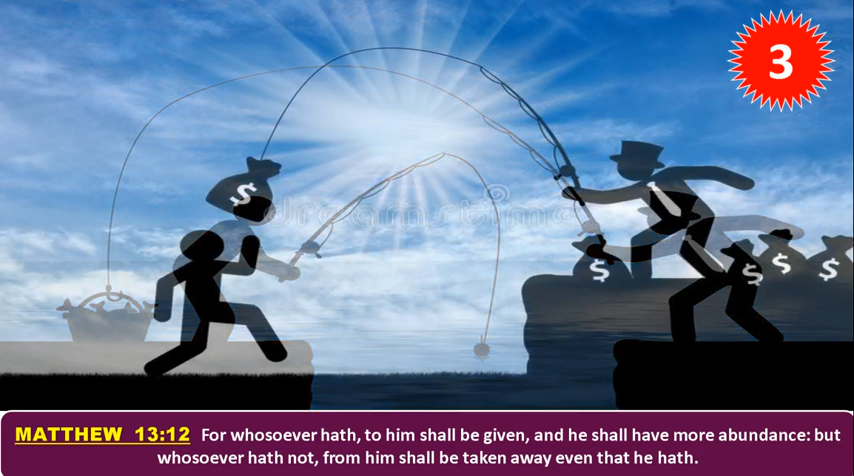 3
$
dreamstime
$ $ $ $
MATTHEW 13:12 For whosoever hath, to him shall be given, and he shall have more abundance: but
whosoever hath not, from him shall be taken away even that he hath.